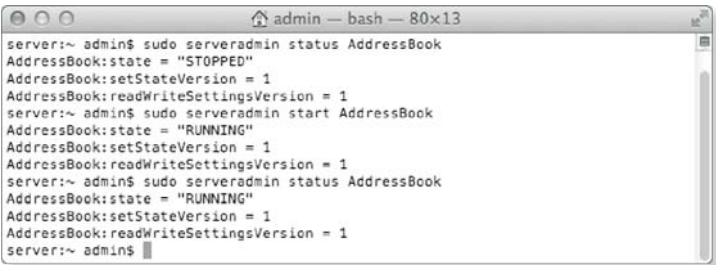 admin — bash — 80×13
server:~ admin$ sudo serveradmin status AddressBook
AddressBook:state = "STOPPED"
AddressBook:setStateVersion = 1
AddressBook:readWriteSettingsVersion = 1
server:~ admin$ sudo serveradmin start AddressBook
AddressBook:state = "RUNNING"
AddressBook:setStateVersion = 1
AddressBook:readWriteSettingsVersion = 1
server:~ admin$ sudo serveradmin status AddressBook
AddressBook:state = "RUNNING"
AddressBook:setStateVersion = 1
AddressBook:readWriteSettingsVersion = 1
server:~ admin$